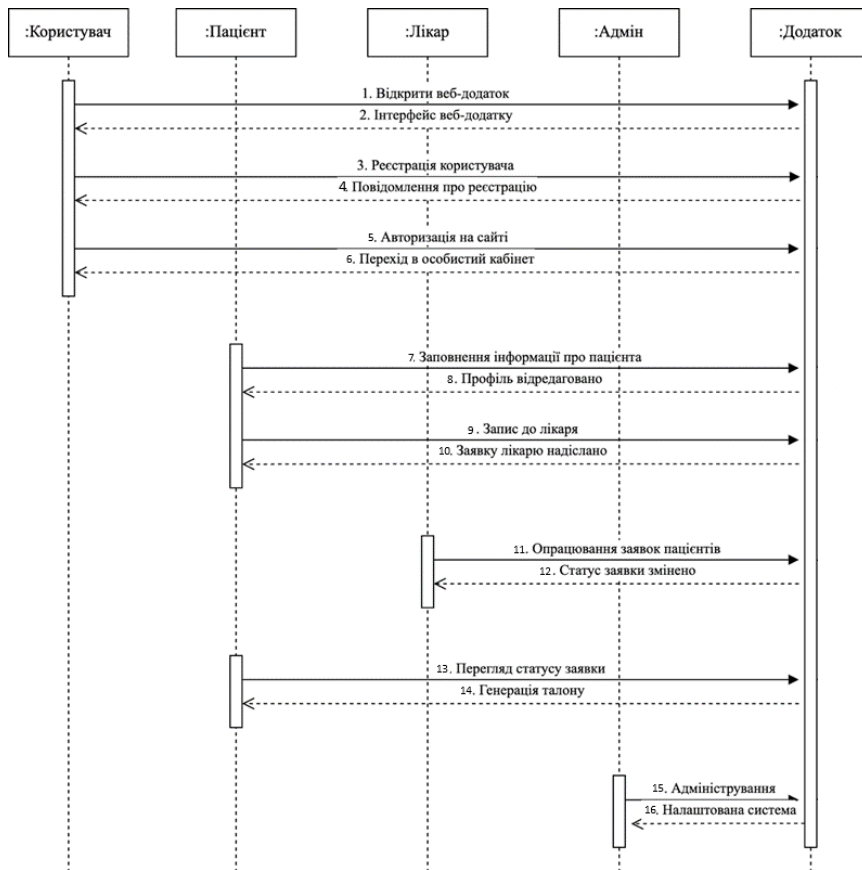 :Користувач
:Пацієнт
:Лікар
:Адмін
:Додаток
1. Відкрити веб-додаток
2. Інтерфейс веб-додатку
3. Реєстрація користувача
4. Повідомлення про реєстрацію
5. Авторизація на сайті
6. Перехід в особистий кабінет
7. Заповнення інформації про пацієнта
8. Профіль відредаговано
9. Запис до лікаря
10. Заявку лікарю надіслано
11. Опрацювання заявок пацієнтів
12. Статус заявки змінено
13. Перегляд статусу заявки
14. Генерація талону
15. Адміністрування
16. Налаштована система